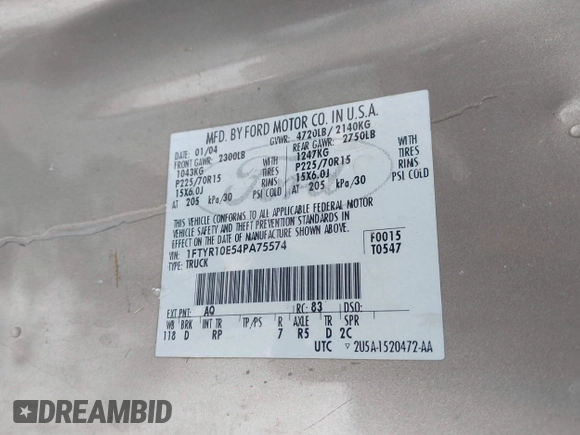 MFD. BY FORD MOTOR CO. IN U.S.A.
DATE: 01/04 GVWR: 4720LB/ 2140KG
FRONT GAWR: 2300LB REAR GAWR: 2750LB
1043KG WITH 1247KG WITH
P225/70R15 TIRES P225/70R15 TIRES
15X6.0J RIMS 15X6.0J RIMS
AT 205 kPa/30 PSI COLD AT 205 kPa/30 PSI COLD
THIS VEHICLE CONFORMS TO ALL APPLICABLE FEDERAL MOTOR
VEHICLE SAFETY AND THEFT PREVENTION STANDARDS IN
EFFECT ON THE DATE OF MANUFACTURE SHOWN ABOVE.
VIN: 1FTYR10E54PA75574 F0015
TYPE: TRUCK T0547
Ford
EXT PNT: AQ RC: 83 DSO:
WB BRK INT TR TP/PS R AXLE TR SPR
118 D RP 7 R5 D 2C
UTC ▽ 2U5A-1520472-AA
DREAMBID